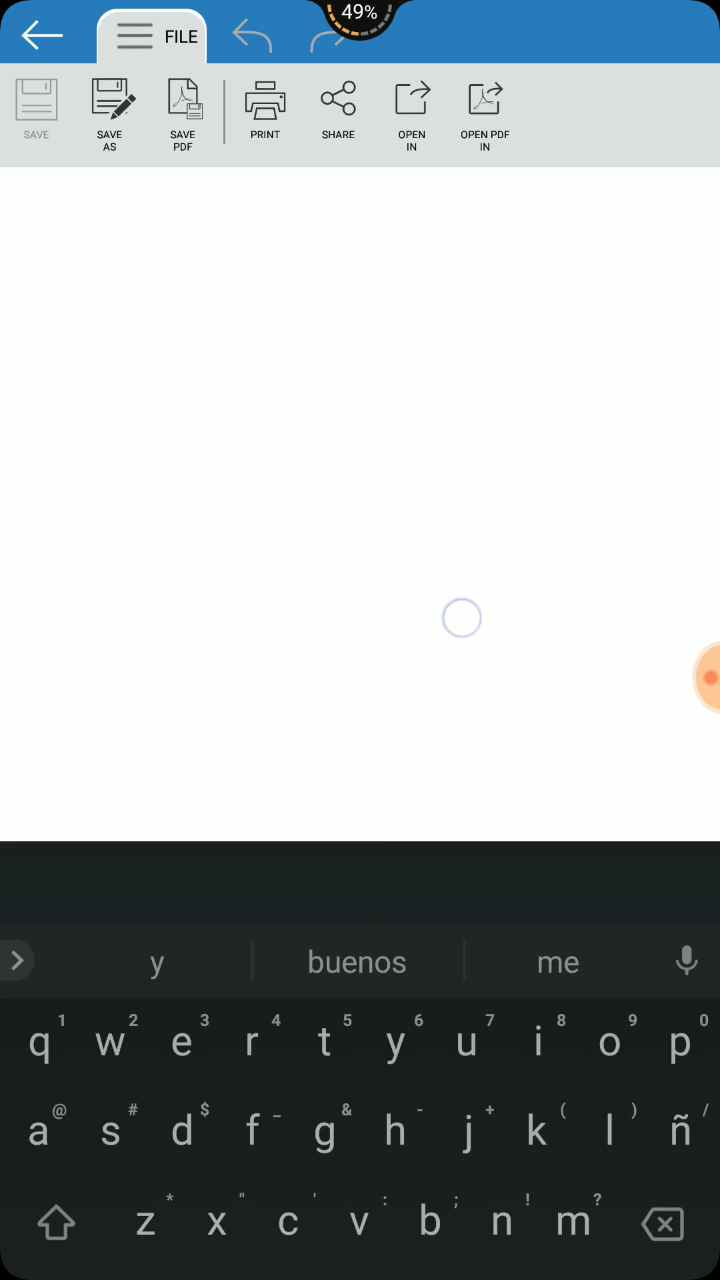 49%
FILE
SAVE
SAVE AS
SAVE PDF
PRINT
SHARE
OPEN IN
OPEN PDF IN
y buenos me
q 1 w 2 e 3 r 4 t 5 y 6 u 7 i 8 o 9 p 0
a @ s # d $ f _ g & h - j + k ( l ) ñ /
z * x " c ' v : b ; n ! m ?